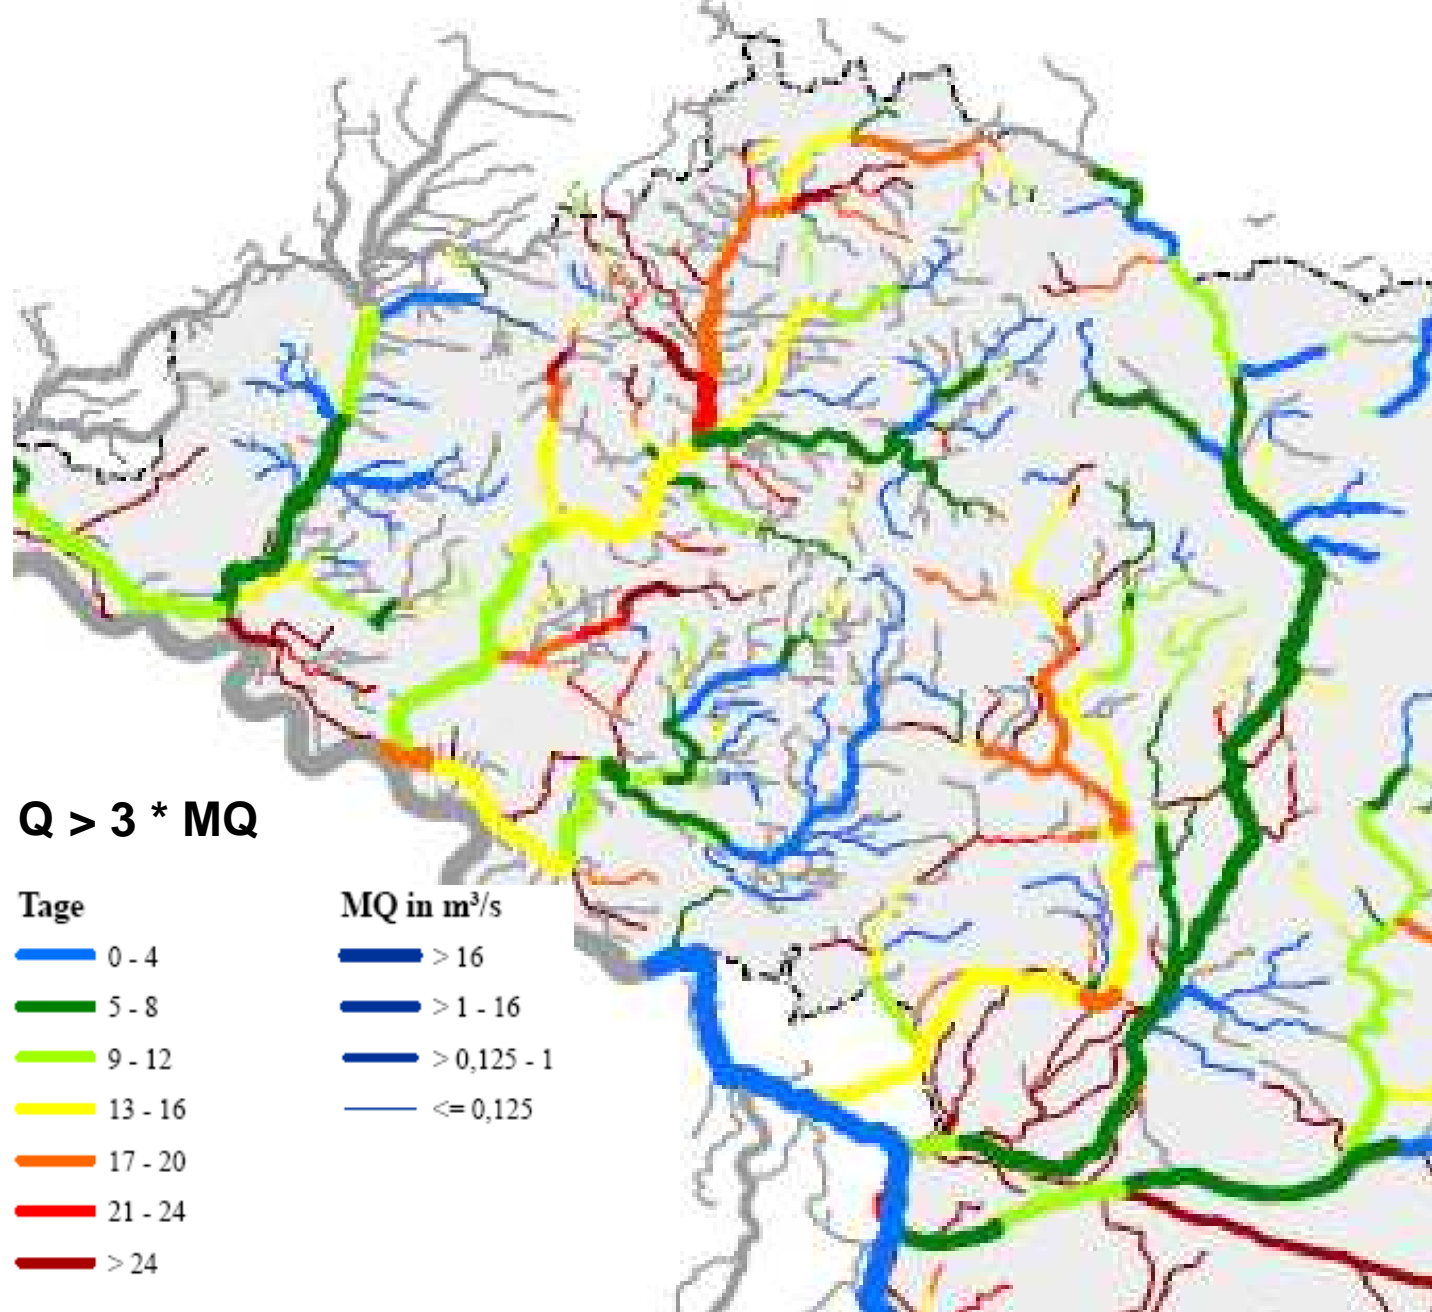 Q > 3 * MQ
Tage
0 - 4
5 - 8
9 - 12
13 - 16
17 - 20
21 - 24
> 24
MQ in m³/s
> 16
> 1 - 16
> 0,125 - 1
<= 0,125